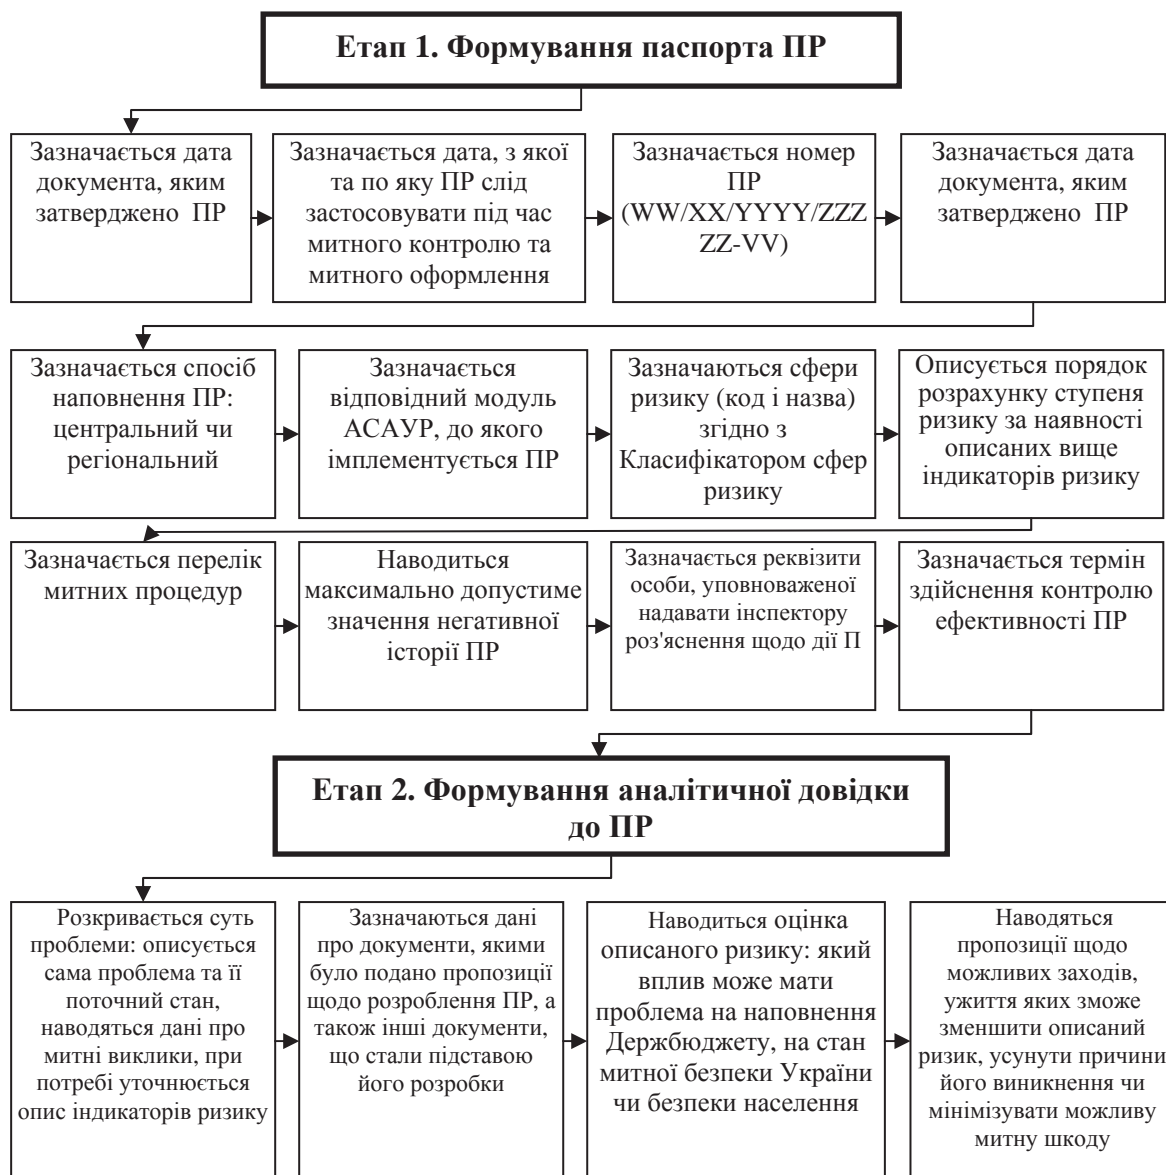 Етап 1. Формування паспорта ПР
Зазначається дата
документа, яким
затверджено ПР
Зазначається дата, з якої
та по яку ПР слід
застосовувати під час
митного контролю та
митного оформлення
Зазначається номер
ПР
(WW/XX/YYYY/ZZZ
ZZ-VV)
Зазначається дата
документа, яким
затверджено ПР
Зазначається спосіб
наповнення ПР:
центральний чи
регіональний
Зазначається
відповідний модуль
АСАУР, до якого
імплементується ПР
Зазначаються сфери
ризику (код і назва)
згідно з
Класифікатором сфер
ризику
Описується порядок
розрахунку ступеня
ризику за наявності
описаних вище
індикаторів ризику
Зазначається перелік
митних процедур
Наводиться
максимально допустиме
значення негативної
історії ПР
Зазначається реквізити
особи, уповноваженої
надавати інспектору
роз'яснення щодо дії П
Зазначається термін
здійснення контролю
ефективності ПР
Етап 2. Формування аналітичної довідки
до ПР
Розкривається суть
проблеми: описується
сама проблема та її
поточний стан,
наводяться дані про
митні виклики, при
потребі уточнюється
опис індикаторів ризику
Зазначаються дані
про документи, якими
було подано пропозиції
щодо розроблення ПР, а
також інші документи,
що стали підставою
його розробки
Наводиться оцінка
описаного ризику: який
вплив може мати
проблема на наповнення
Держбюджету, на стан
митної безпеки України
чи безпеки населення
Наводяться
пропозиції щодо
можливих заходів,
ужиття яких зможе
зменшити описаний
ризик, усунути причини
його виникнення чи
мінімізувати можливу
митну шкоду